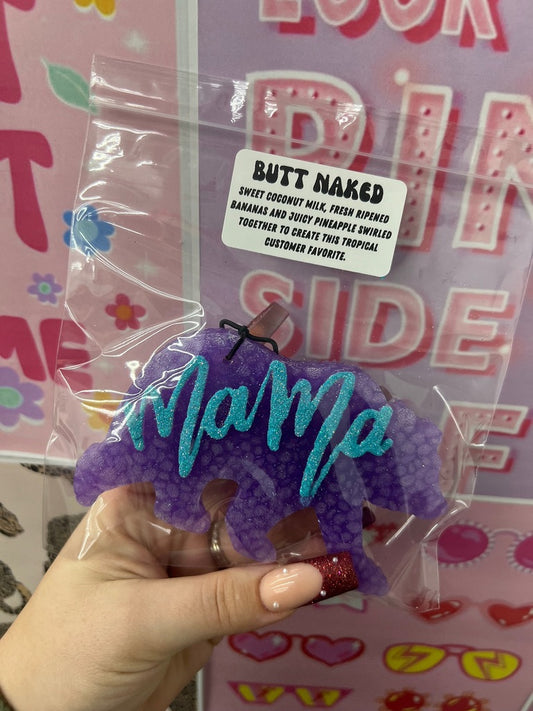 LOOK
BUTT NAKED
SWEET COCONUT MILK, FRESH RIPENED
BANANAS AND JUICY PINEAPPLE SWIRLED
TOGETHER TO CREATE THIS TROPICAL
CUSTOMER FAVORITE.
SIDE
MaMa